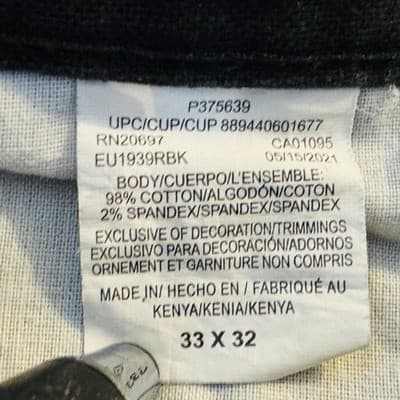 P375639
UPC/CUP/CUP 889440601677
RN20697 CA01095
EU1939RBK 05/15/2021
BODY/CUERPO/L'ENSEMBLE:
98% COTTON/ALGODÓN/COTON
2% SPANDEX/SPANDEX/SPANDEX
EXCLUSIVE OF DECORATION/TRIMMINGS
EXCLUSIVO PARA DECORACIÓN/ADORNOS
ORNEMENT ET GARNITURE NON COMPRIS
MADE IN/ HECHO EN / FABRIQUÉ AU
KENYA/KENIA/KENYA
33 X 32